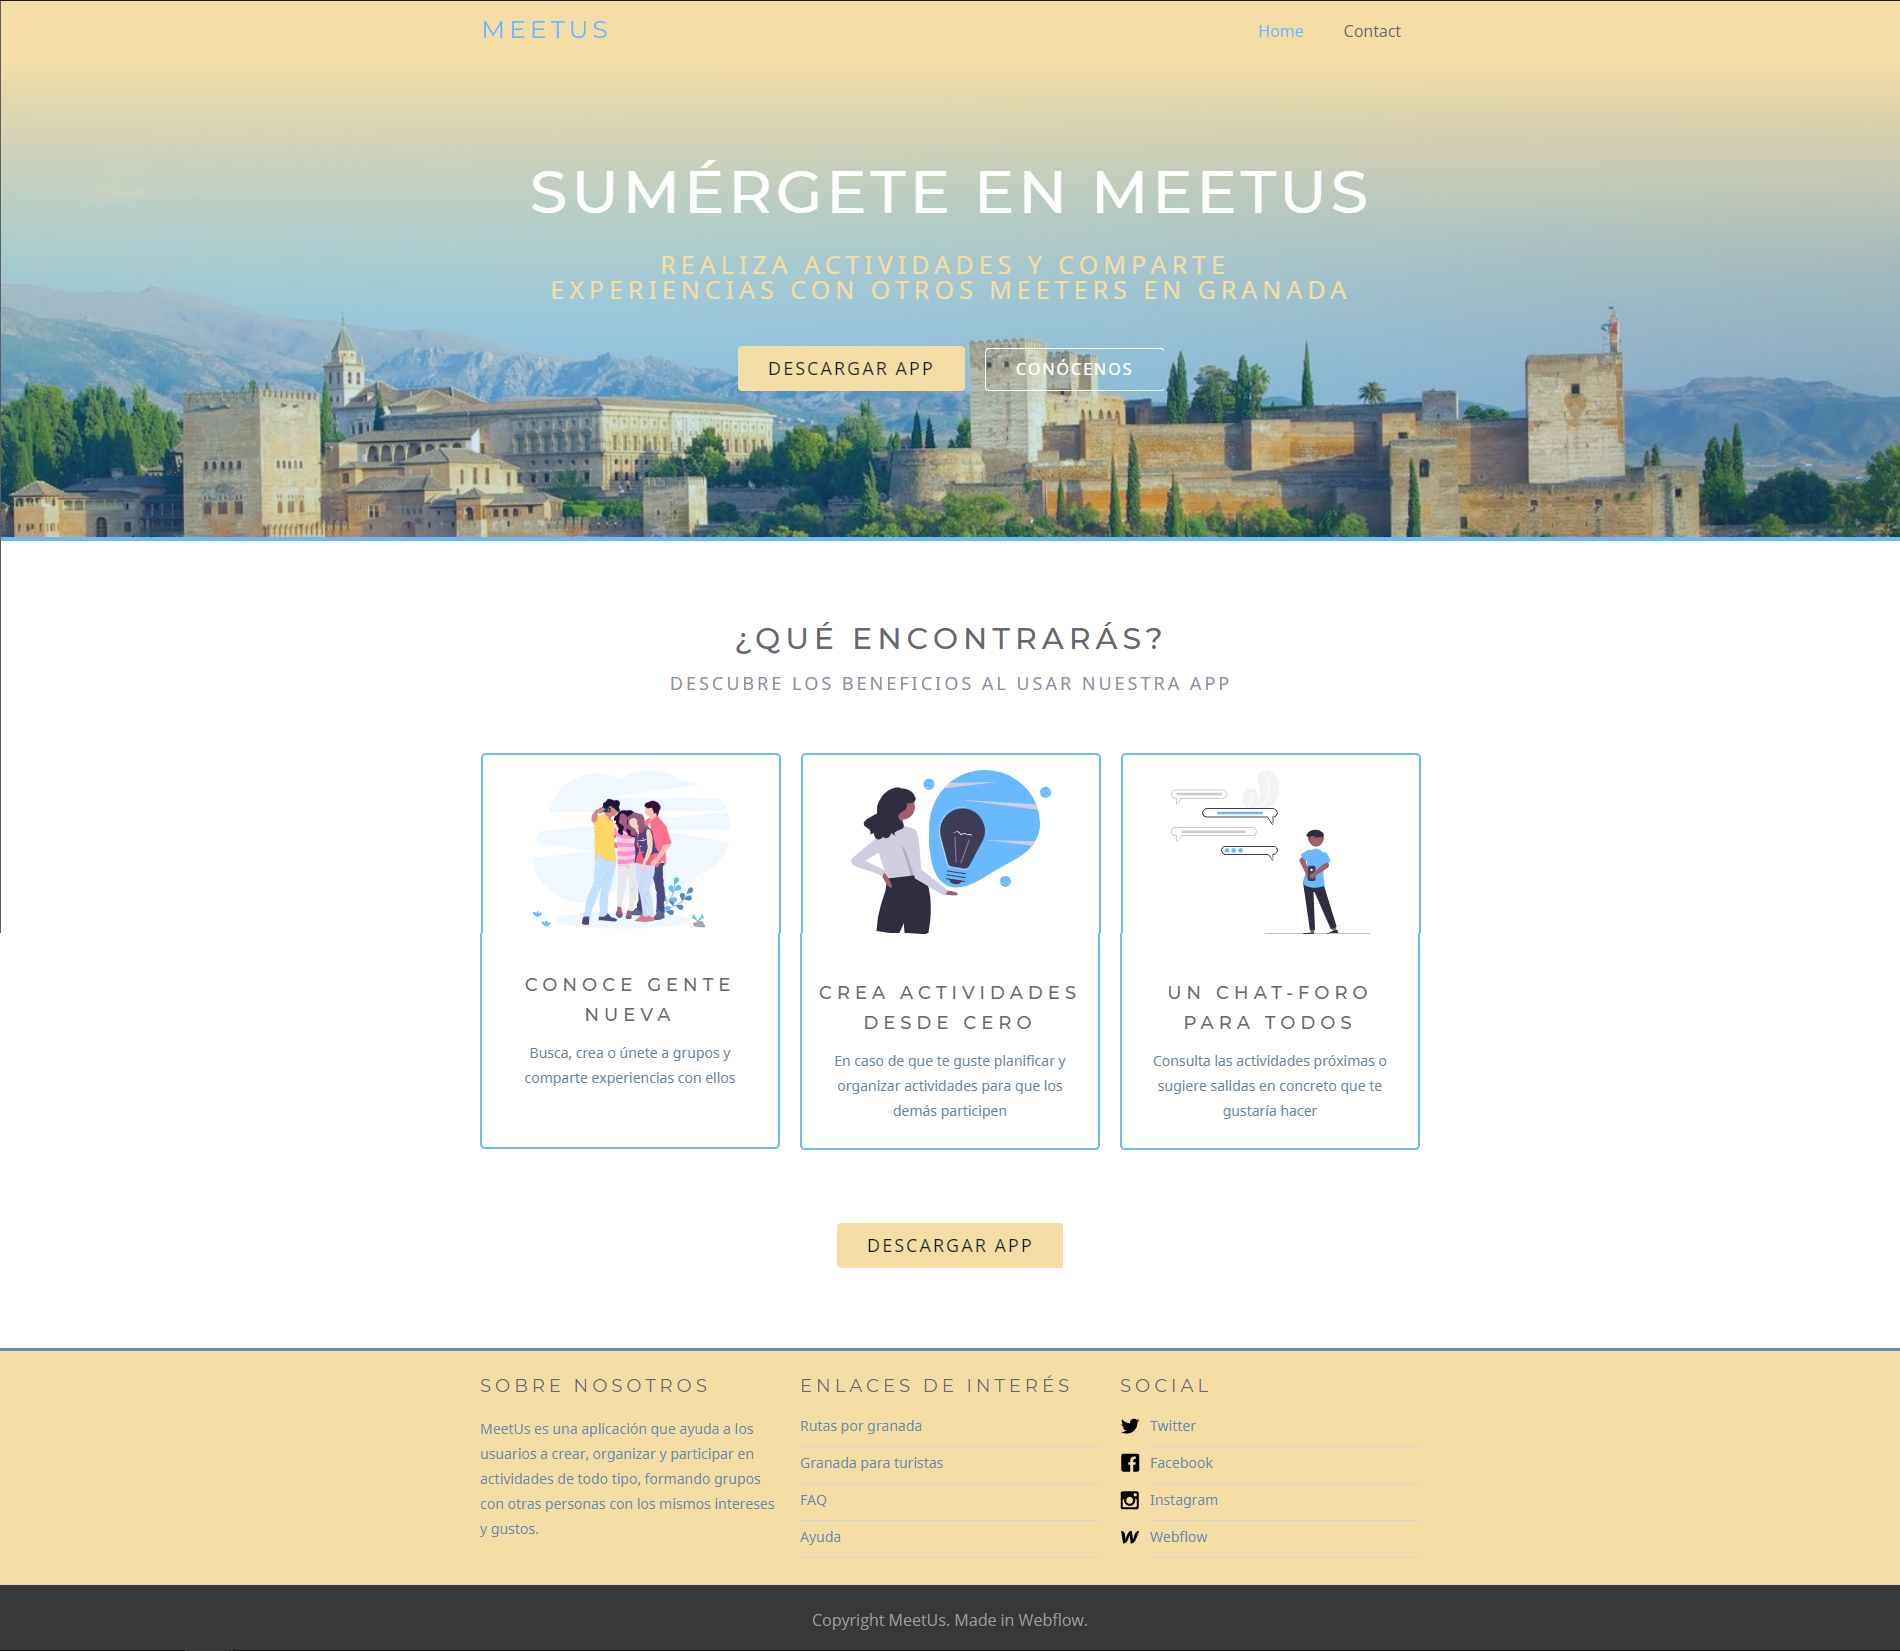 MEETUS
Home
Contact
SUMÉRGETE EN MEETUS
REALIZA ACTIVIDADES Y COMPARTE
EXPERIENCIAS CON OTROS MEETERS EN GRANADA
DESCARGAR APP
CONÓCENOS
¿QUÉ ENCONTRARÁS?
DESCUBRE LOS BENEFICIOS AL USAR NUESTRA APP
CONOCE GENTE
NUEVA
Busca, crea o únete a grupos y
comparte experiencias con ellos
CREA ACTIVIDADES
DESDE CERO
En caso de que te guste planificar y
organizar actividades para que los
demás participen
UN CHAT-FORO
PARA TODOS
Consulta las actividades próximas o
sugiere salidas en concreto que te
gustaría hacer
DESCARGAR APP
SOBRE NOSOTROS
MeetUs es una aplicación que ayuda a los
usuarios a crear, organizar y participar en
actividades de todo tipo, formando grupos
con otras personas con los mismos intereses
y gustos.
ENLACES DE INTERÉS
Rutas por granada
Granada para turistas
FAQ
Ayuda
SOCIAL
Twitter
Facebook
Instagram
Webflow
Copyright MeetUs. Made in Webflow.